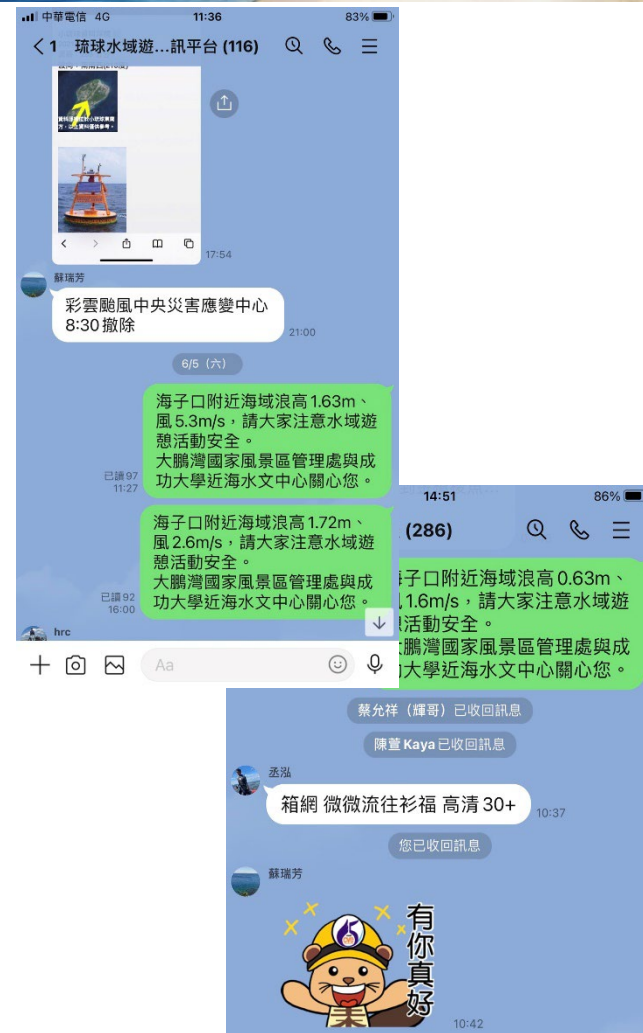 中華電信 4G 11:36 83%
1 琉球水域遊...訊平台 (116)
17:54
蘇瑞芳
彩雲颱風中央災害應變中心
8:30撤除
21:00
6/5（六）
海子口附近海域浪高1.63m、
風5.3m/s，請大家注意水域遊
憩活動安全。
大鵬灣國家風景區管理處與成
功大學近海水文中心關心您。
已讀97
11:27
海子口附近海域浪高1.72m、
風2.6m/s，請大家注意水域遊
憩活動安全。
大鵬灣國家風景區管理處與成
功大學近海水文中心關心您。
已讀92
16:00
hrc
Aa
14:51 86%
(286)
子口附近海域浪高0.63m、
1.6m/s，請大家注意水域遊
活動安全。
鵬灣國家風景區管理處與成
大學近海水文中心關心您。
蔡允祥（輝哥）已收回訊息
陳萱Kaya已收回訊息
丞泓
箱網 微微流往衫福 高清30+
10:37
您已收回訊息
蘇瑞芳
有你真好
10:42